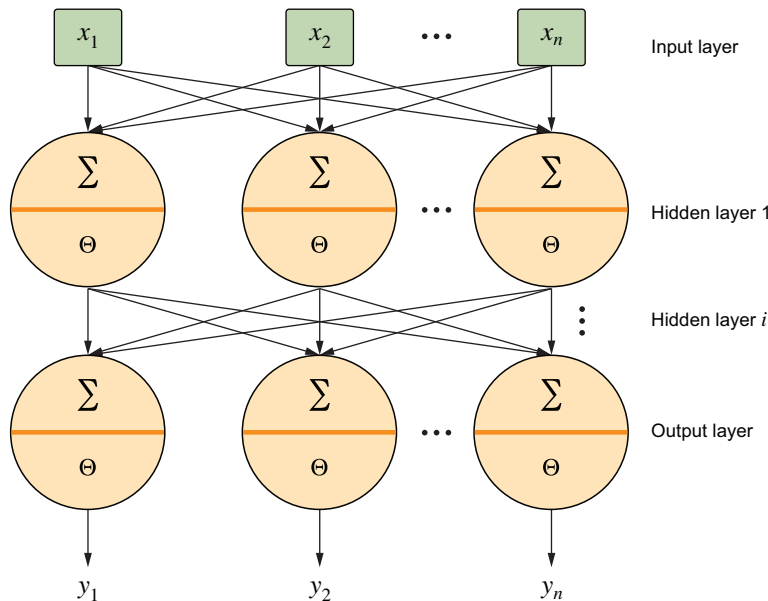 x₁ x₂ ... xₙ Input layer
Σ Σ Σ
Θ Θ ... Θ Hidden layer 1
⋮ Hidden layer i
Σ Σ Σ
Θ Θ ... Θ Output layer
y₁ y₂ yₙ